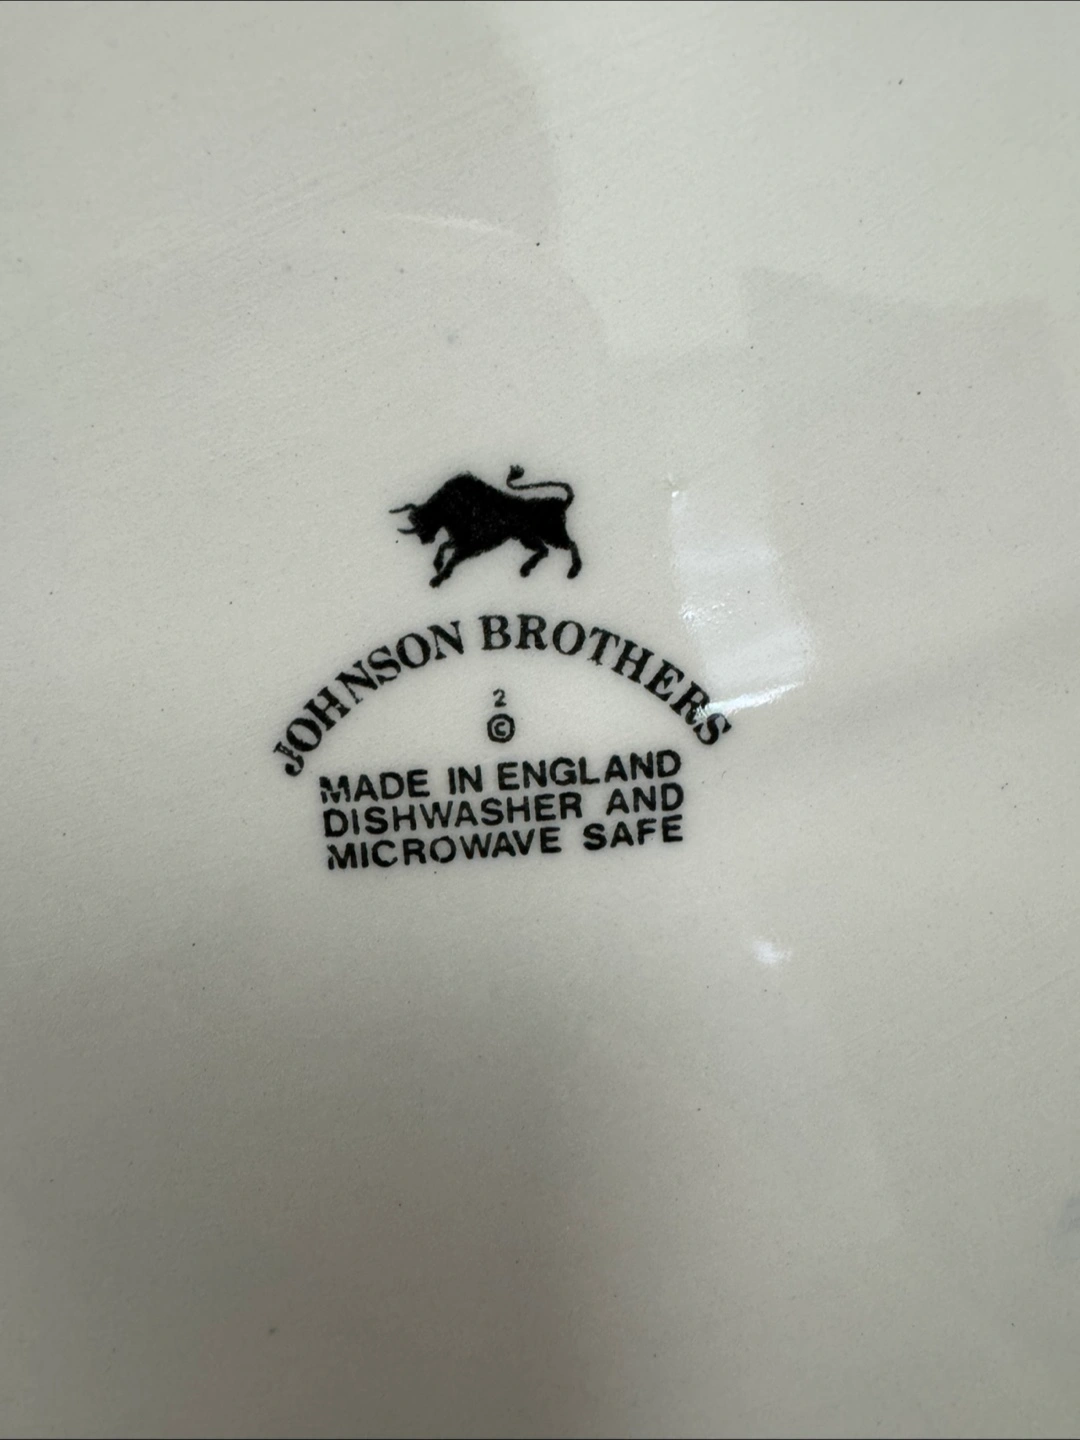 JOHNSON BROTHERS
2
©
MADE IN ENGLAND
DISHWASHER AND
MICROWAVE SAFE